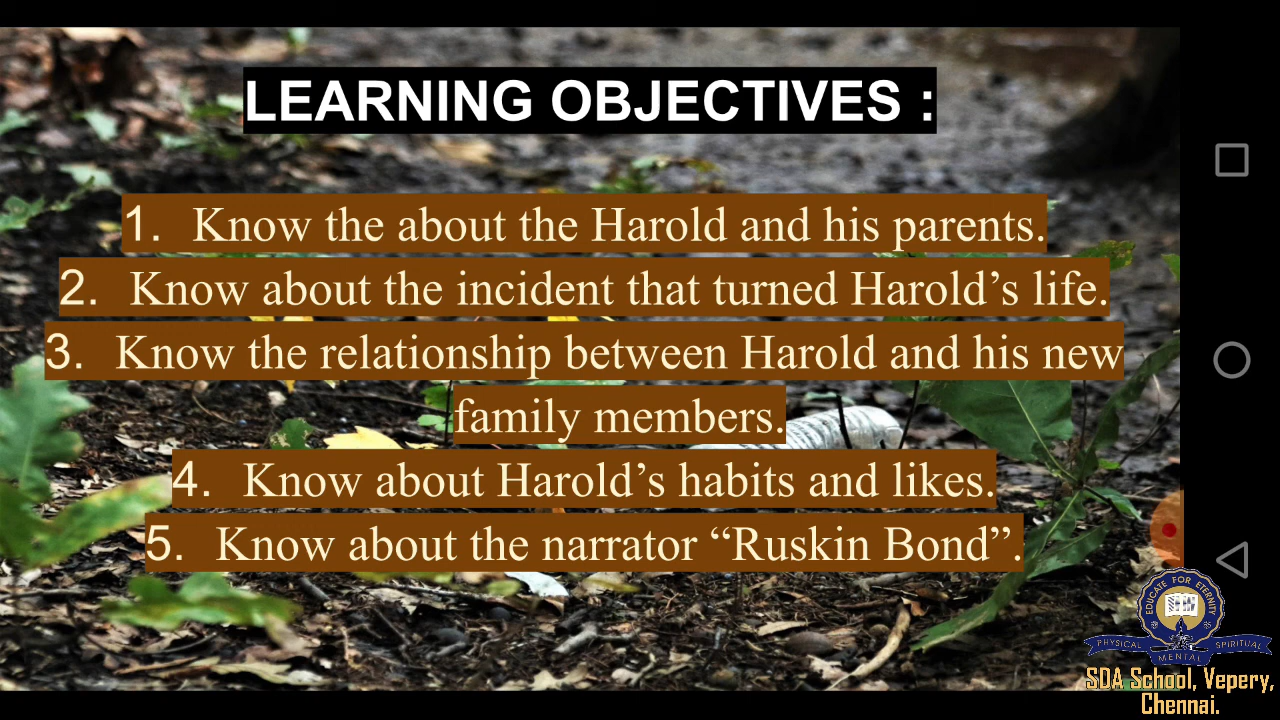 LEARNING OBJECTIVES :
1. Know the about the Harold and his parents.
2. Know about the incident that turned Harold’s life.
3. Know the relationship between Harold and his new
family members.
4. Know about Harold’s habits and likes.
5. Know about the narrator “Ruskin Bond”.
EDUCATE FOR ETERNITY
PHYSICAL MENTAL SPIRITUAL
SDA School, Vepery,
Chennai.